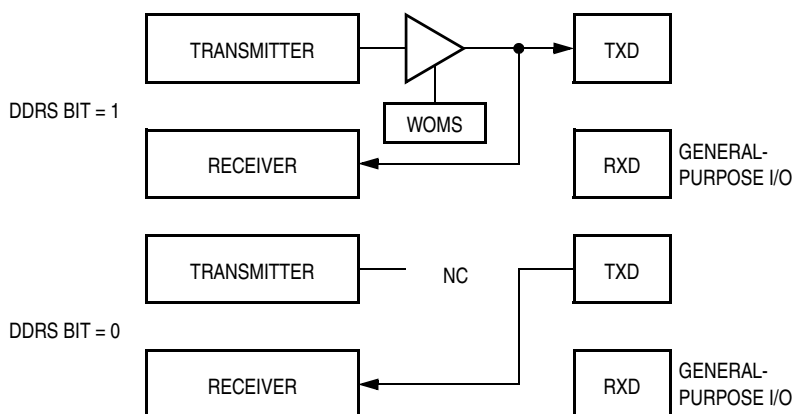 TRANSMITTER
TXD
DDRS BIT = 1
WOMS
RECEIVER
RXD
GENERAL-
PURPOSE I/O
TRANSMITTER
NC
TXD
DDRS BIT = 0
RECEIVER
RXD
GENERAL-
PURPOSE I/O